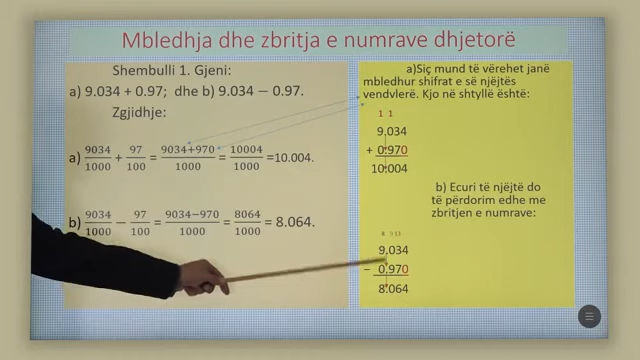 Mbledhja dhe zbritja e numrave dhjetorë
Shembulli 1. Gjeni:
a) 9.034 + 0.97; dhe b) 9.034 − 0.97.
Zgjidhje:
a) 9034/1000 + 97/100 = 9034+970/1000 = 10004/1000 =10.004.
b) 9034/1000 − 97/100 = 9034−970/1000 = 8064/1000 = 8.064.
a)Siç mund të vërehet janë
mbledhur shifrat e së njëjtës
vendvlerë. Kjo në shtyllë është:
1 1
9.034
+ 0.970
10.004
b) Ecuri të njëjtë do
të përdorim edhe me
zbritjen e numrave:
9.034
− 0.970
8.064